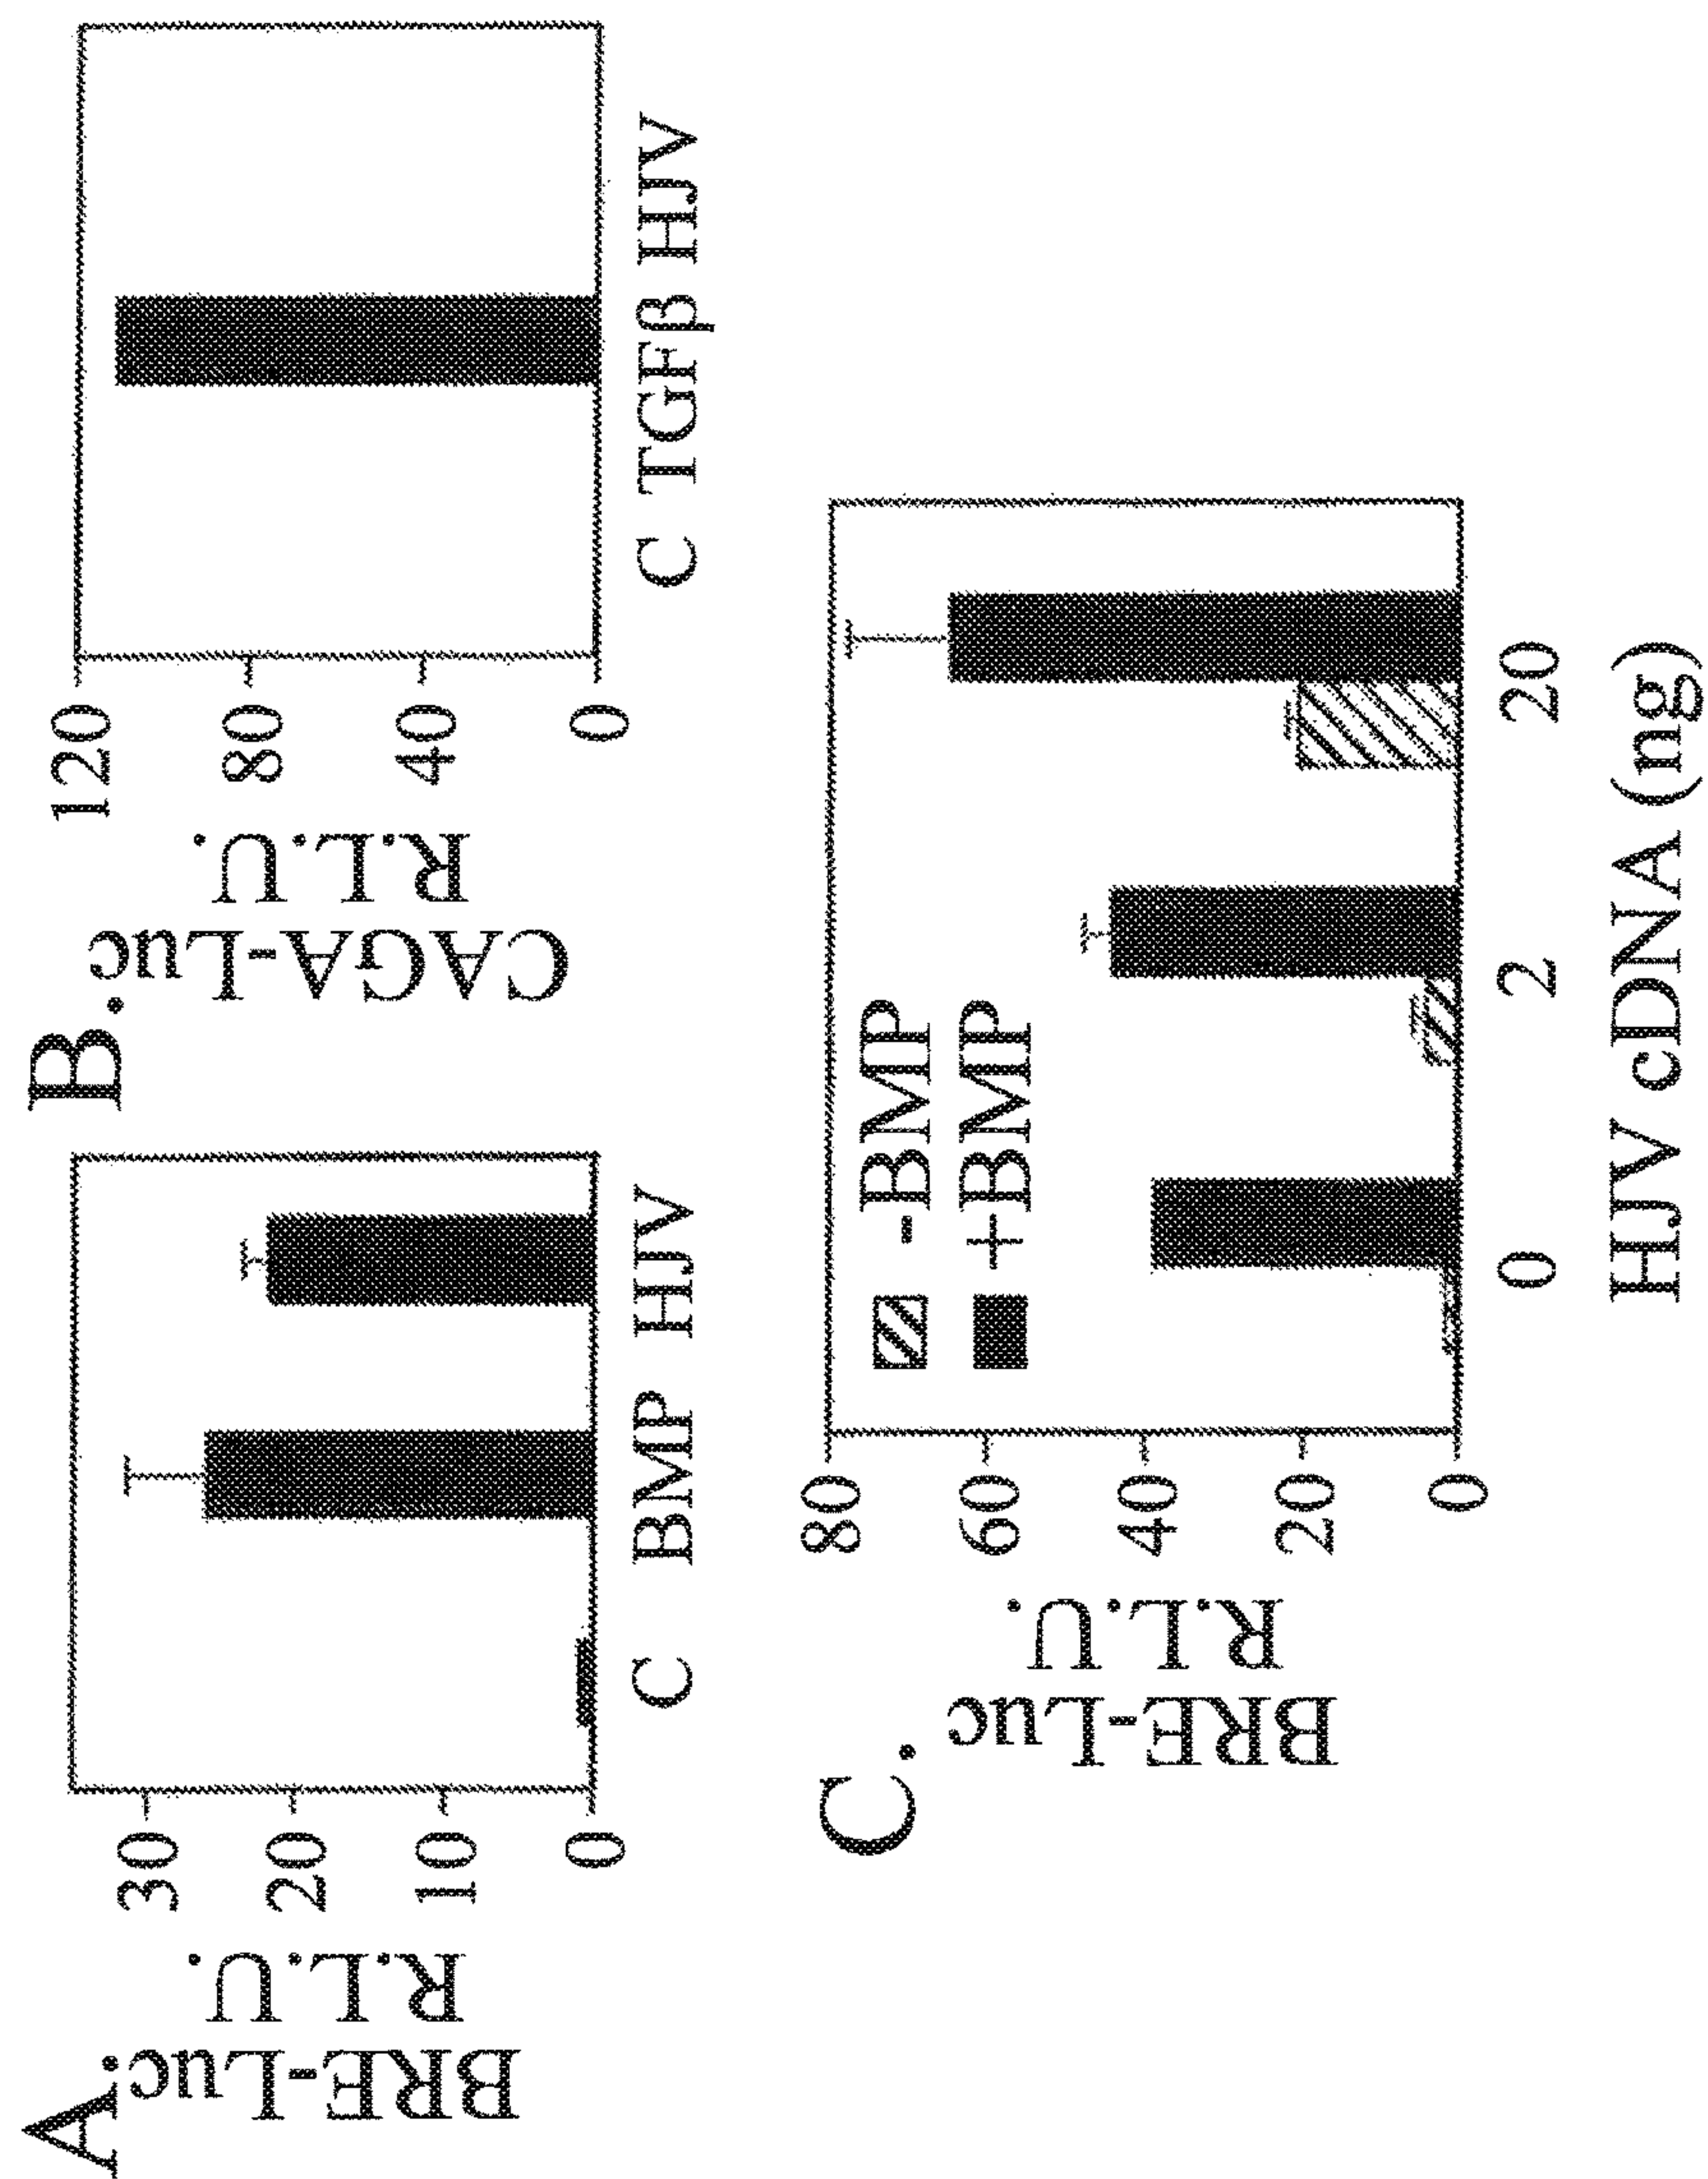 A.
BRE-Luc
R.L.U.
30
20
10
0
C BMP HJV
B.
CAGA-Luc
R.L.U.
120
80
40
0
C TGFβ HJV
C.
BRE-Luc
R.L.U.
80
60
40
20
0
-BMP
+BMP
0 2 20
HJV cDNA (ng)